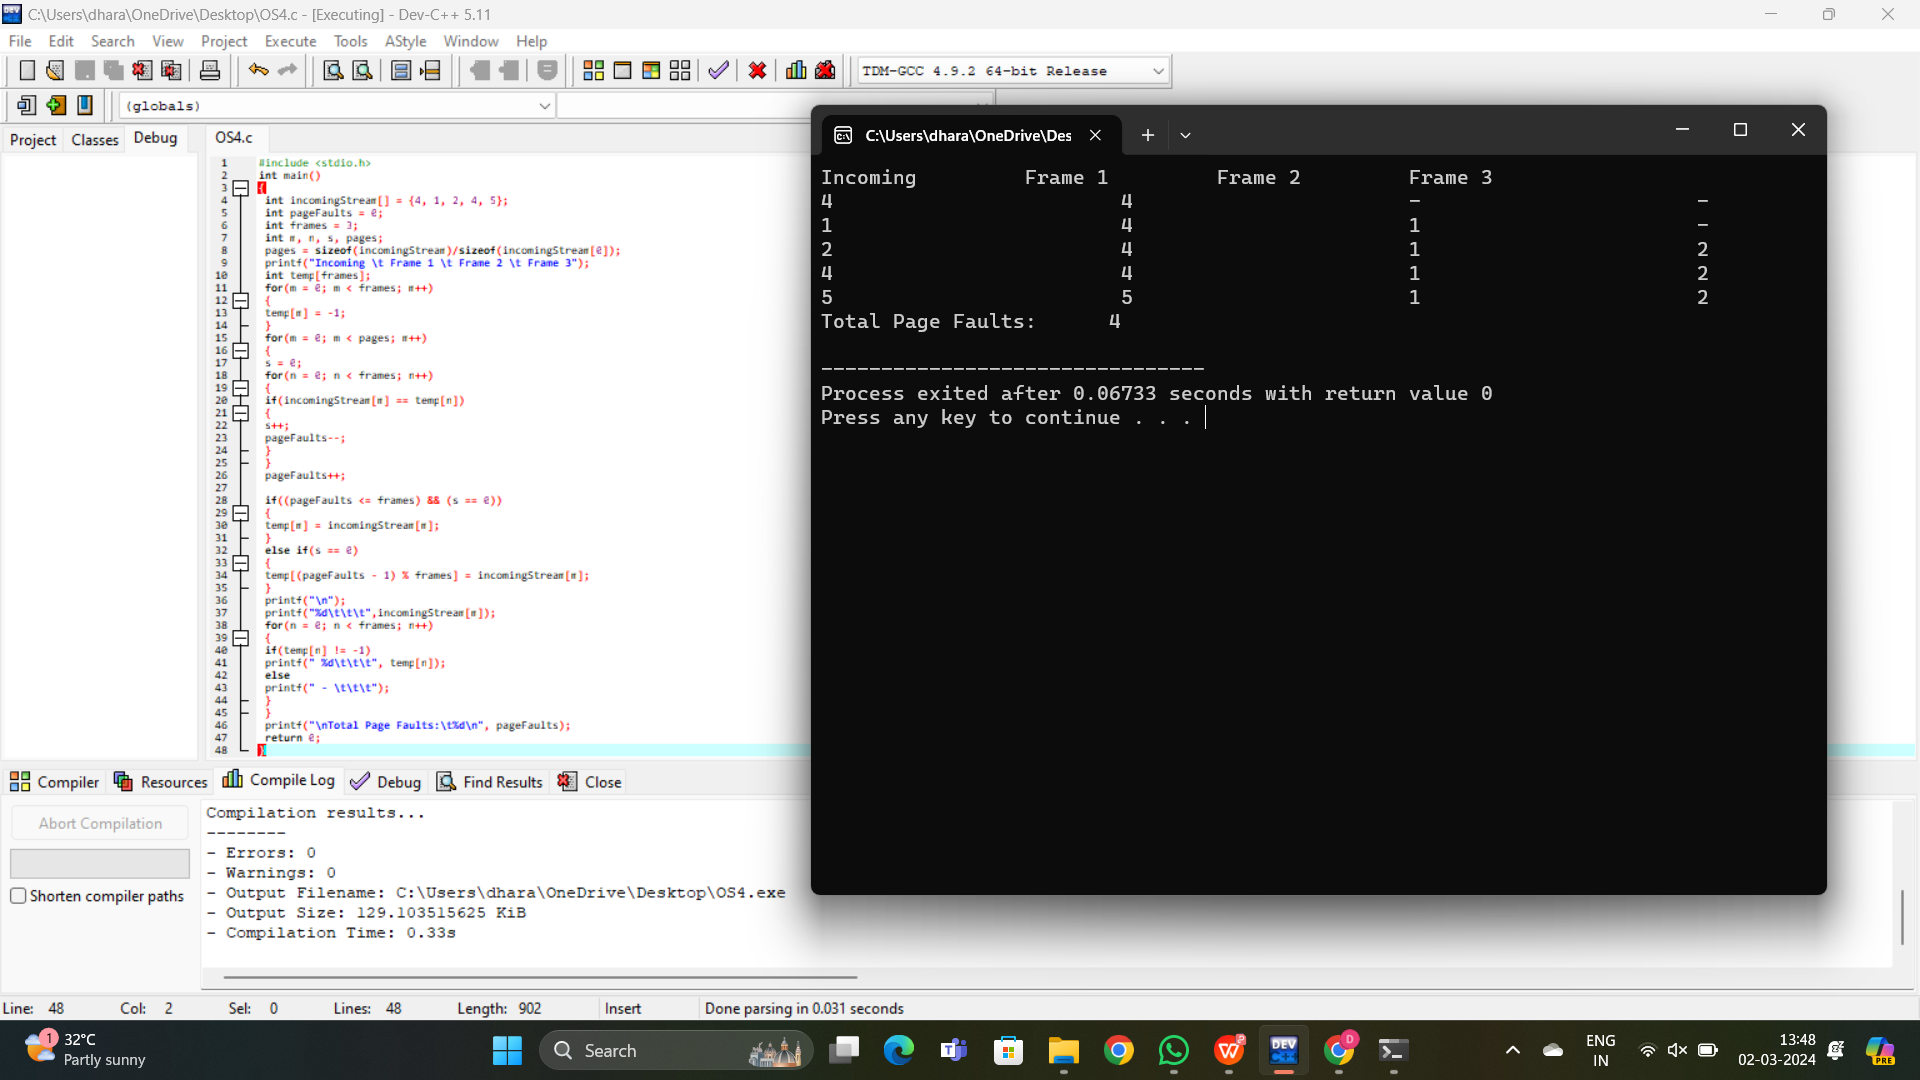 C:\Users\dhara\OneDrive\Desktop\OS4.c - [Executing] - Dev-C++ 5.11
File Edit Search View Project Execute Tools AStyle Window Help
TDM-GCC 4.9.2 64-bit Release
(globals)
Project Classes Debug
OS4.c
1 #include <stdio.h>
2 int main()
3 {
4 int incomingStream[] = {4, 1, 2, 4, 5};
5 int pageFaults = 0;
6 int frames = 3;
7 int m, n, s, pages;
8 pages = sizeof(incomingStream)/sizeof(incomingStream[0]);
9 printf("Incoming \t Frame 1 \t Frame 2 \t Frame 3");
10 int temp[frames];
11 for(m = 0; m < frames; m++)
12 {
13 temp[m] = -1;
14 }
15 for(m = 0; m < pages; m++)
16 {
17 s = 0;
18 for(n = 0; n < frames; n++)
19 {
20 if(incomingStream[m] == temp[n])
21 {
22 s++;
23 pageFaults--;
24 }
25 }
26 pageFaults++;
27
28 if((pageFaults <= frames) && (s == 0))
29 {
30 temp[m] = incomingStream[m];
31 }
32 else if(s == 0)
33 {
34 temp[(pageFaults - 1) % frames] = incomingStream[m];
35 }
36 printf("\n");
37 printf("%d\t\t\t",incomingStream[m]);
38 for(n = 0; n < frames; n++)
39 {
40 if(temp[n] != -1)
41 printf(" %d\t\t\t", temp[n]);
42 else
43 printf(" - \t\t\t");
44 }
45 }
46 printf("\nTotal Page Faults:\t%d\n", pageFaults);
47 return 0;
48 }
C:\Users\dhara\OneDrive\Des
Incoming Frame 1 Frame 2 Frame 3
4 4 - -
1 4 1 -
2 4 1 2
4 4 1 2
5 5 1 2
Total Page Faults: 4
--------------------------------
Process exited after 0.06733 seconds with return value 0
Press any key to continue . . .
Compiler Resources Compile Log Debug Find Results Close
Abort Compilation
Shorten compiler paths
Compilation results...
--------
- Errors: 0
- Warnings: 0
- Output Filename: C:\Users\dhara\OneDrive\Desktop\OS4.exe
- Output Size: 129.103515625 KiB
- Compilation Time: 0.33s
Line: 48 Col: 2 Sel: 0 Lines: 48 Length: 902 Insert Done parsing in 0.031 seconds
1
32°C
Partly sunny
Search
DEV
D
ENG
IN
13:48
02-03-2024
PRE